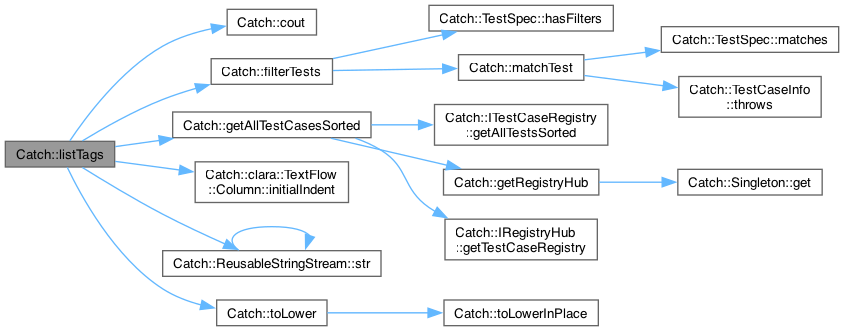 Catch::listTags
Catch::cout
Catch::filterTests
Catch::getAllTestCasesSorted
Catch::clara::TextFlow
::Column::initialIndent
Catch::ReusableStringStream::str
Catch::toLower
Catch::TestSpec::hasFilters
Catch::matchTest
Catch::ITestCaseRegistry
::getAllTestsSorted
Catch::getRegistryHub
Catch::IRegistryHub
::getTestCaseRegistry
Catch::toLowerInPlace
Catch::TestSpec::matches
Catch::TestCaseInfo
::throws
Catch::Singleton::get